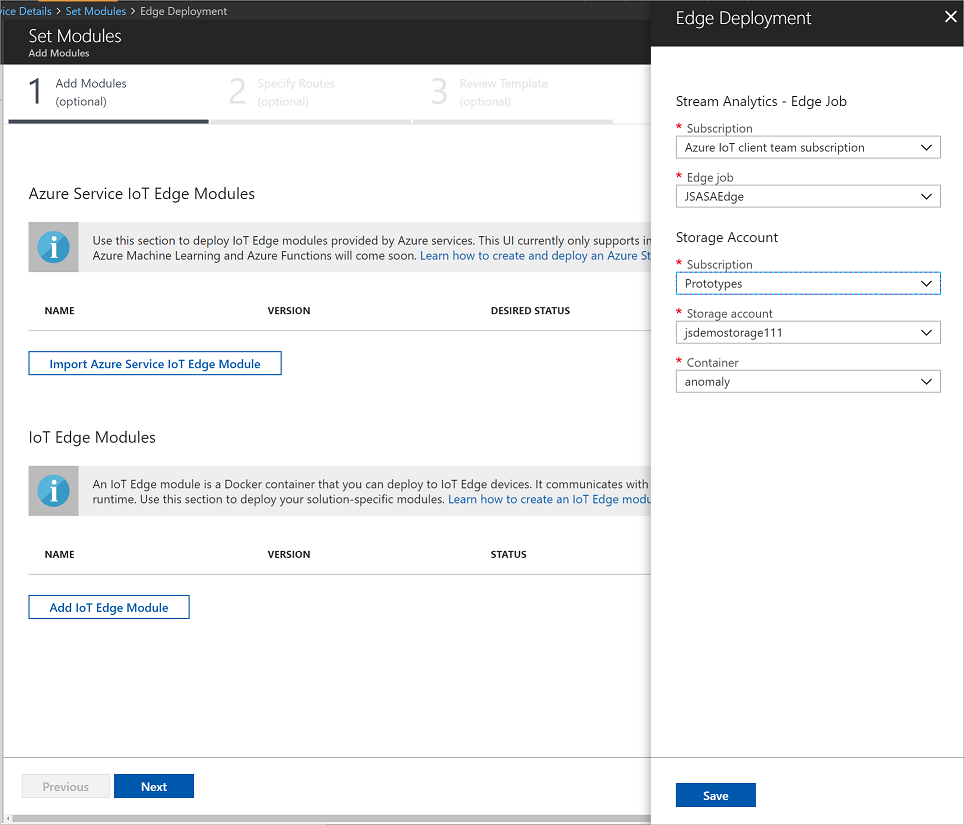 ice Details > Set Modules > Edge Deployment
Set Modules
Add Modules
1 Add Modules
(optional)
2 Specify Routes
(optional)
3 Review Template
(optional)
Azure Service IoT Edge Modules
Use this section to deploy IoT Edge modules provided by Azure services. This UI currently only supports in
Azure Machine Learning and Azure Functions will come soon. Learn how to create and deploy an Azure St
NAME VERSION DESIRED STATUS
Import Azure Service IoT Edge Module
IoT Edge Modules
An IoT Edge module is a Docker container that you can deploy to IoT Edge devices. It communicates with
runtime. Use this section to deploy your solution-specific modules. Learn how to create an IoT Edge modu
NAME VERSION STATUS
Add IoT Edge Module
Previous Next
Edge Deployment
Stream Analytics - Edge Job
* Subscription
Azure IoT client team subscription
* Edge job
JSASAEdge
Storage Account
* Subscription
Prototypes
* Storage account
jsdemostorage111
* Container
anomaly
Save